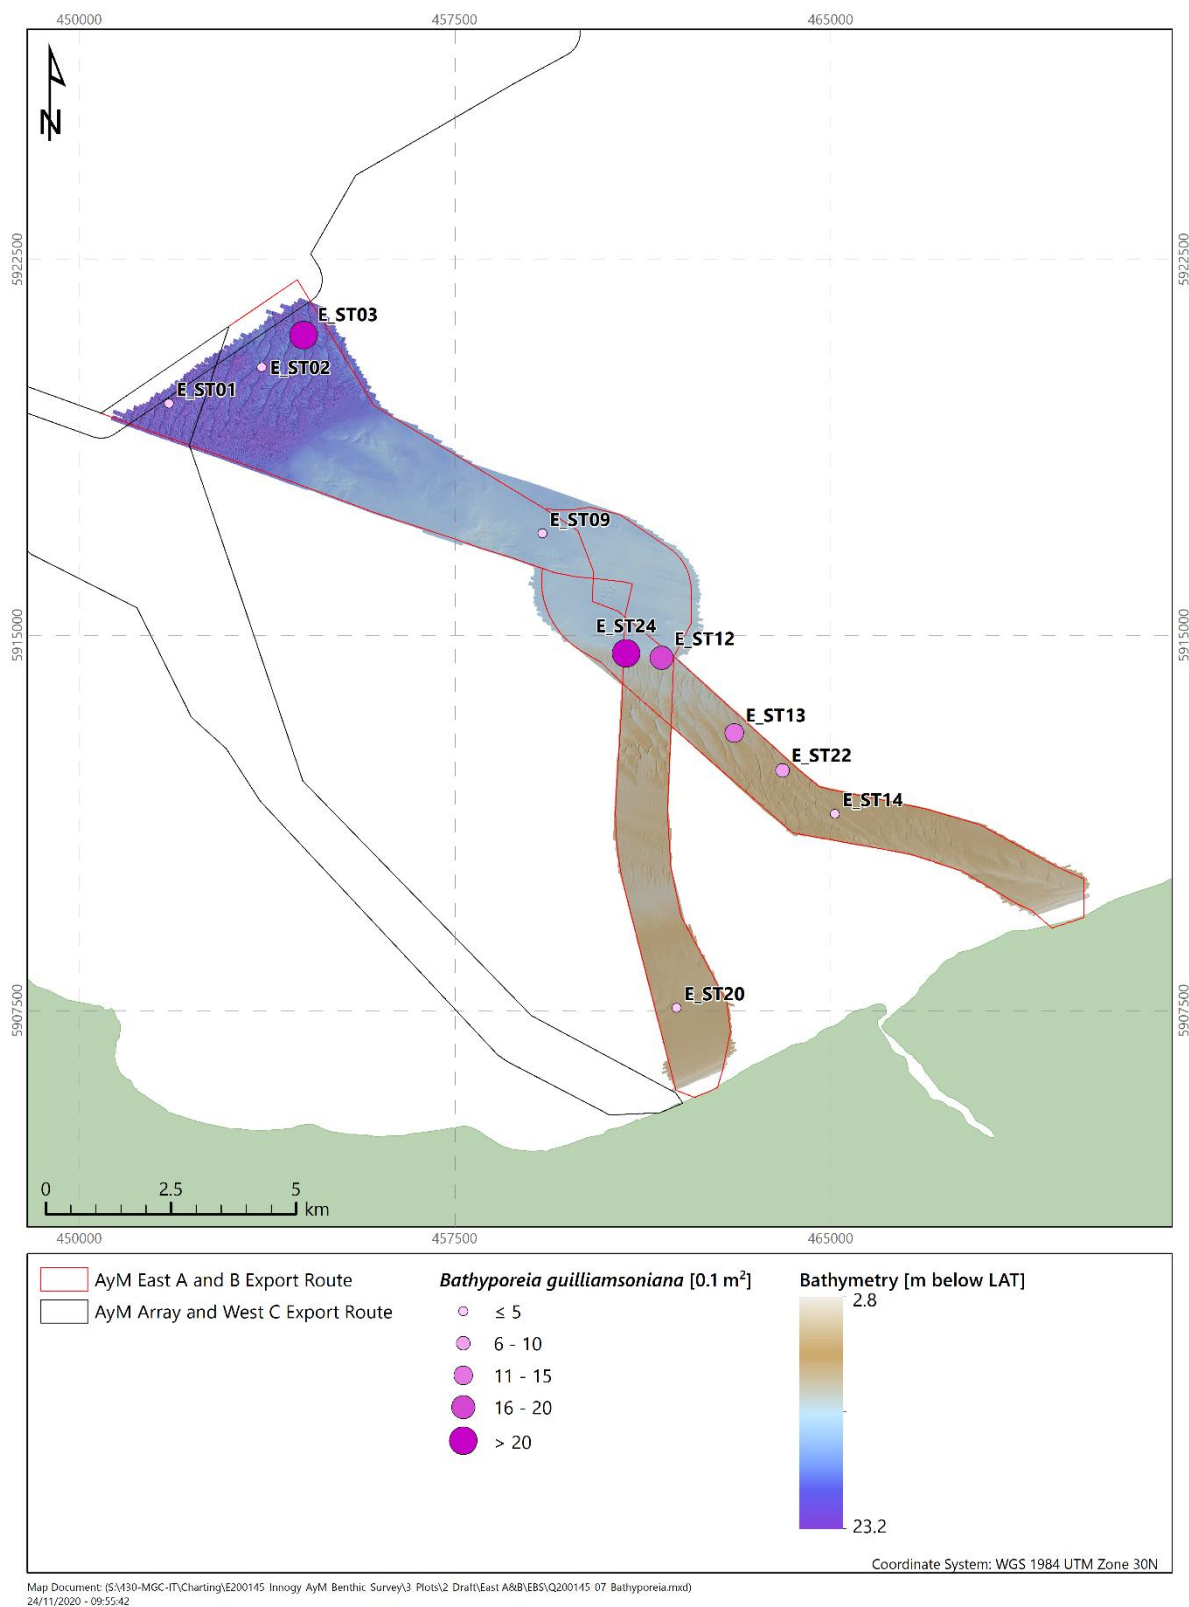 450000
457500
465000
N
5922500
5922500
E_ST03
E_ST02
E_ST01
E_ST09
5915000
5915000
E_ST24
E_ST12
E_ST13
E_ST22
E_ST14
E_ST20
5907500
5907500
0 2.5 5
km
450000
457500
465000
AyM East A and B Export Route
AyM Array and West C Export Route
Bathyporeia guilliamsoniana [0.1 m²]
≤ 5
6 - 10
11 - 15
16 - 20
> 20
Bathymetry [m below LAT]
2.8
23.2
Coordinate System: WGS 1984 UTM Zone 30N
Map Document: (S:\430-MGC-IT\Charting\E200145 Innogy AyM Benthic Survey\3 Plots\2 Draft\East A&B\EBS\Q200145 07 Bathyporeia.mxd)
24/11/2020 - 09:55:42